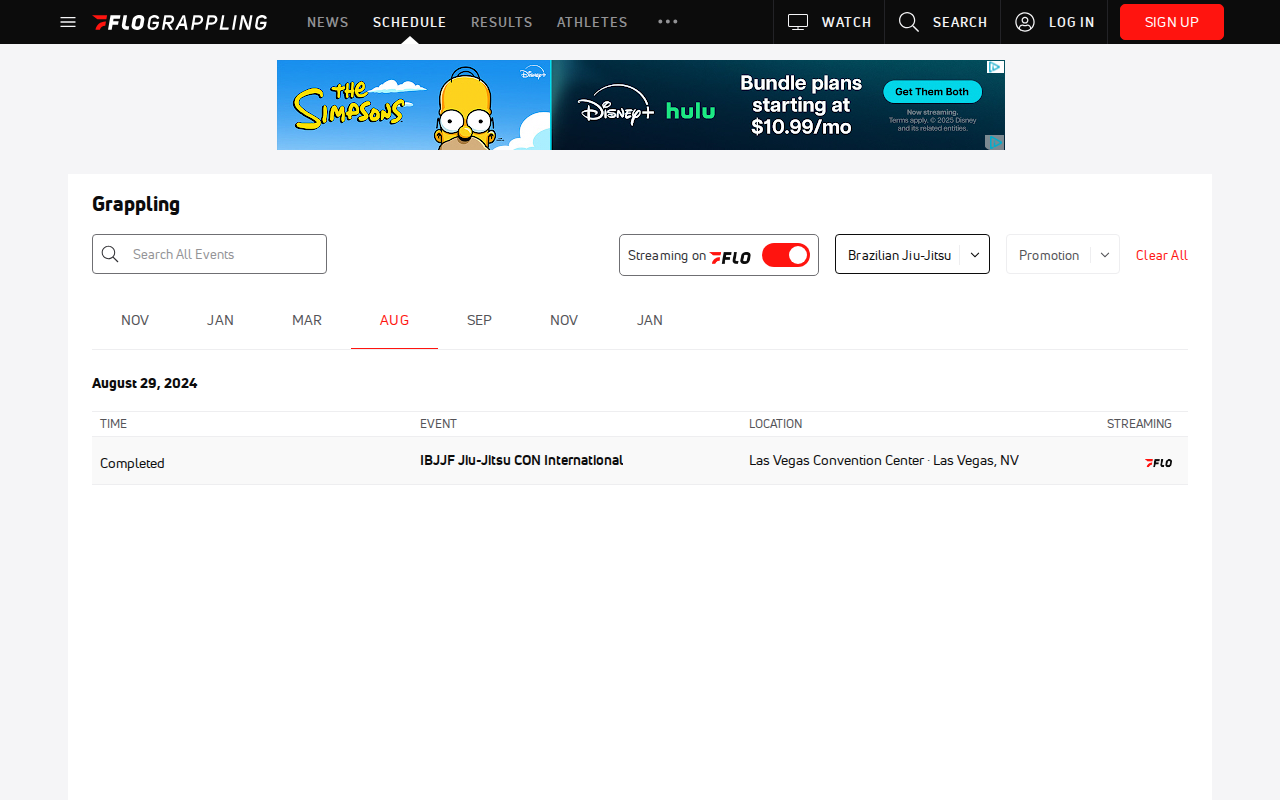 FLOGRAPPLING NEWS SCHEDULE RESULTS ATHLETES WATCH SEARCH LOG IN SIGN UP
THE SIMPSONS
Disney+
Disney+ hulu
Bundle plans
starting at
$10.99/mo
Get Them Both
Now streaming.
Terms apply. © 2025 Disney
and its related entities.
Grappling
Search All Events
Streaming on FLO
Brazilian Jiu-Jitsu
Promotion
Clear All
NOV JAN MAR AUG SEP NOV JAN
August 29, 2024
TIME EVENT LOCATION STREAMING
Completed IBJJF Jiu-Jitsu CON International Las Vegas Convention Center · Las Vegas, NV FLO